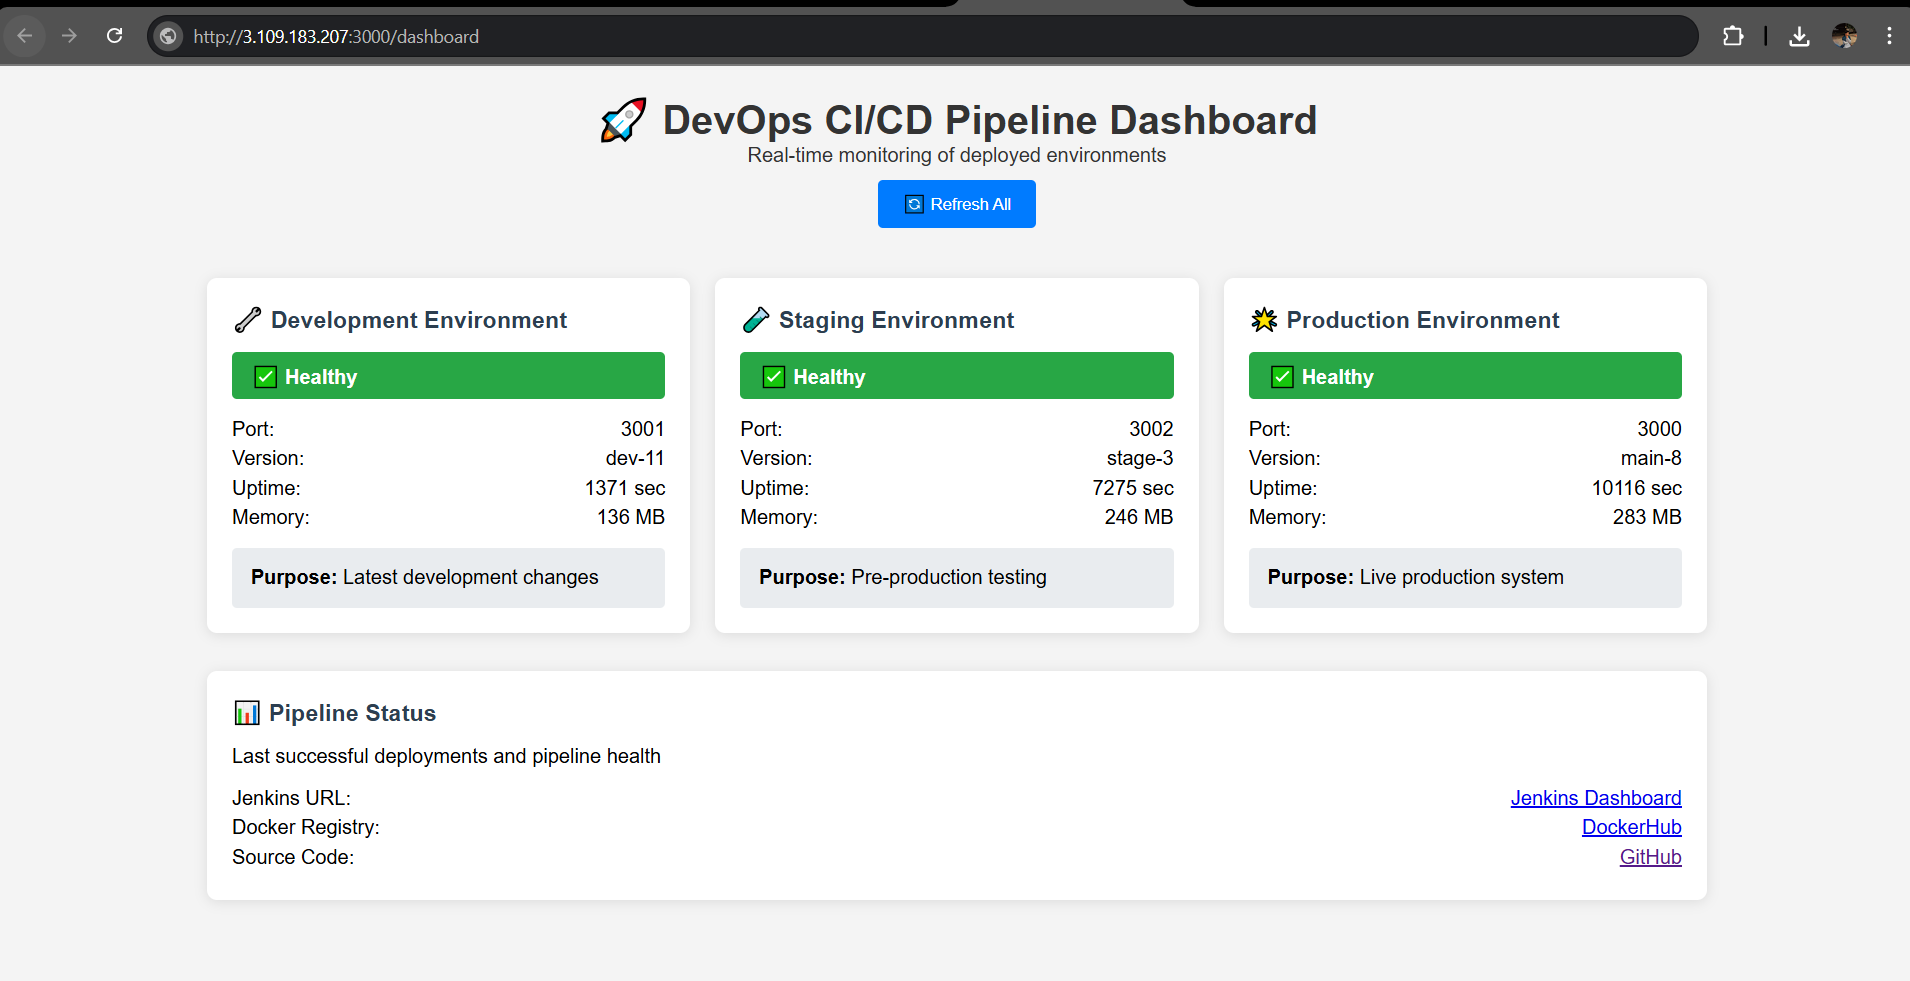 http://3.109.183.207:3000/dashboard
🚀 DevOps CI/CD Pipeline Dashboard
Real-time monitoring of deployed environments
🔄 Refresh All
🔧 Development Environment
✅ Healthy
Port: 3001
Version: dev-11
Uptime: 1371 sec
Memory: 136 MB
Purpose: Latest development changes
🧪 Staging Environment
✅ Healthy
Port: 3002
Version: stage-3
Uptime: 7275 sec
Memory: 246 MB
Purpose: Pre-production testing
🌟 Production Environment
✅ Healthy
Port: 3000
Version: main-8
Uptime: 10116 sec
Memory: 283 MB
Purpose: Live production system
📊 Pipeline Status
Last successful deployments and pipeline health
Jenkins URL: Jenkins Dashboard
Docker Registry: DockerHub
Source Code: GitHub